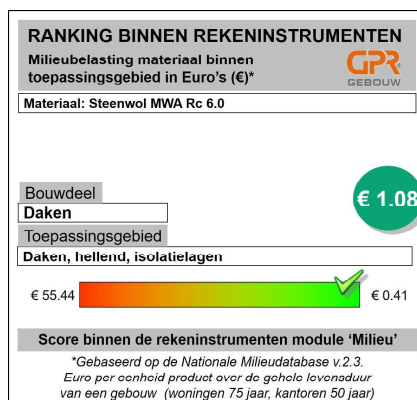 RANKING BINNEN REKENINSTRUMENTEN
Milieubelasting materiaal binnen
toepassingsgebied in Euro's (€)*
GPR
GEBOUW
Materiaal: Steenwol MWA Rc 6.0
€ 1.08
Bouwdeel
Daken
Toepassingsgebied
Daken, hellend, isolatielagen
€ 55.44
€ 0.41
Score binnen de rekeninstrumenten module ‘Milieu’
*Gebaseerd op de Nationale Milieudatabase v.2.3.
Euro per eenheid product over de gehele levensduur
van een gebouw (woningen 75 jaar, kantoren 50 jaar)